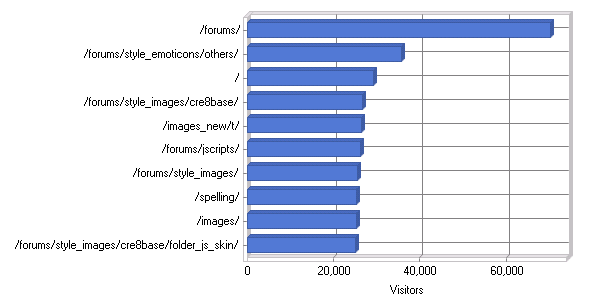 /forums/
/forums/style_emoticons/others/
/
/forums/style_images/cre8base/
/images_new/t/
/forums/jscripts/
/forums/style_images/
/spelling/
/images/
/forums/style_images/cre8base/folder_js_skin/
0 20,000 40,000 60,000
Visitors